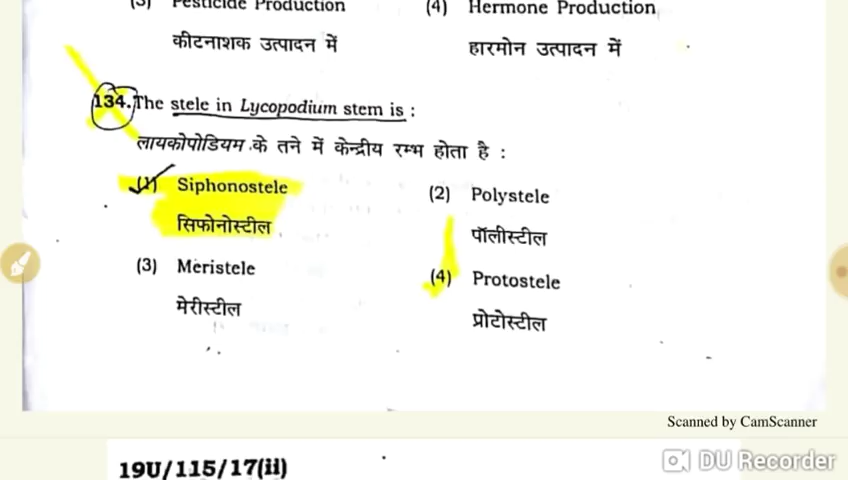 (3) Pesticide Production (4) Hermone Production
कीटनाशक उत्पादन में हारमोन उत्पादन में
134. The stele in Lycopodium stem is :
लायकोपोडियम के तने में केन्द्रीय रम्भ होता है :
(1) Siphonostele (2) Polystele
सिफोनोस्टील पॉलीस्टील
(3) Meristele (4) Protostele
मेरीस्टील प्रोटोस्टील
Scanned by CamScanner
19U/115/17(ii)
DU Recorder